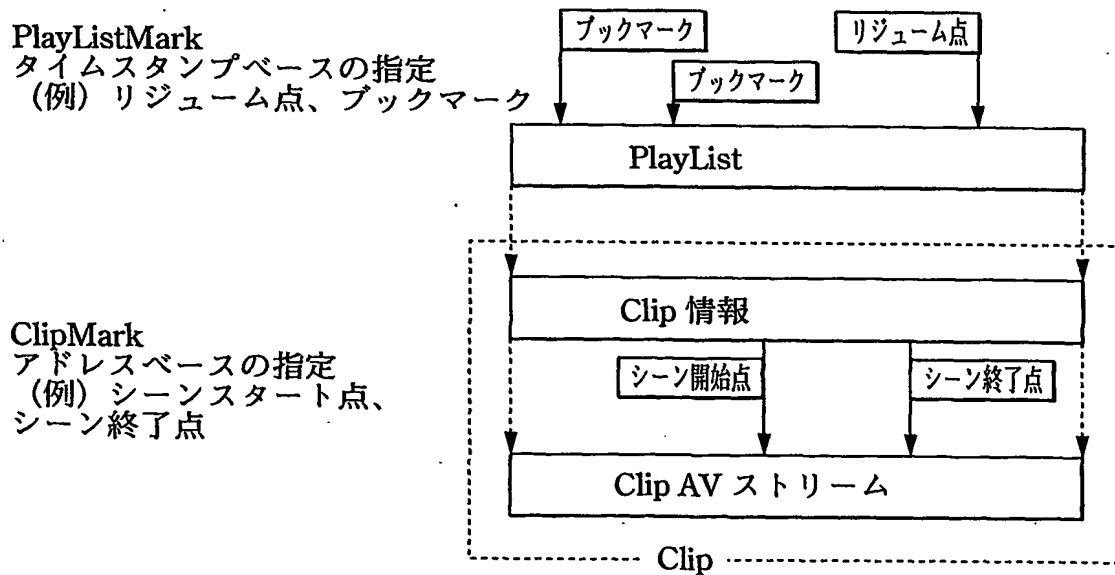 PlayListMark
タイムスタンプベースの指定
(例) リジューム点、ブックマーク
ブックマーク
ブックマーク
リジューム点
PlayList
ClipMark
アドレスベースの指定
(例) シーンスタート点、
シーン終了点
Clip 情報
シーン開始点
シーン終了点
Clip AV ストリーム
Clip